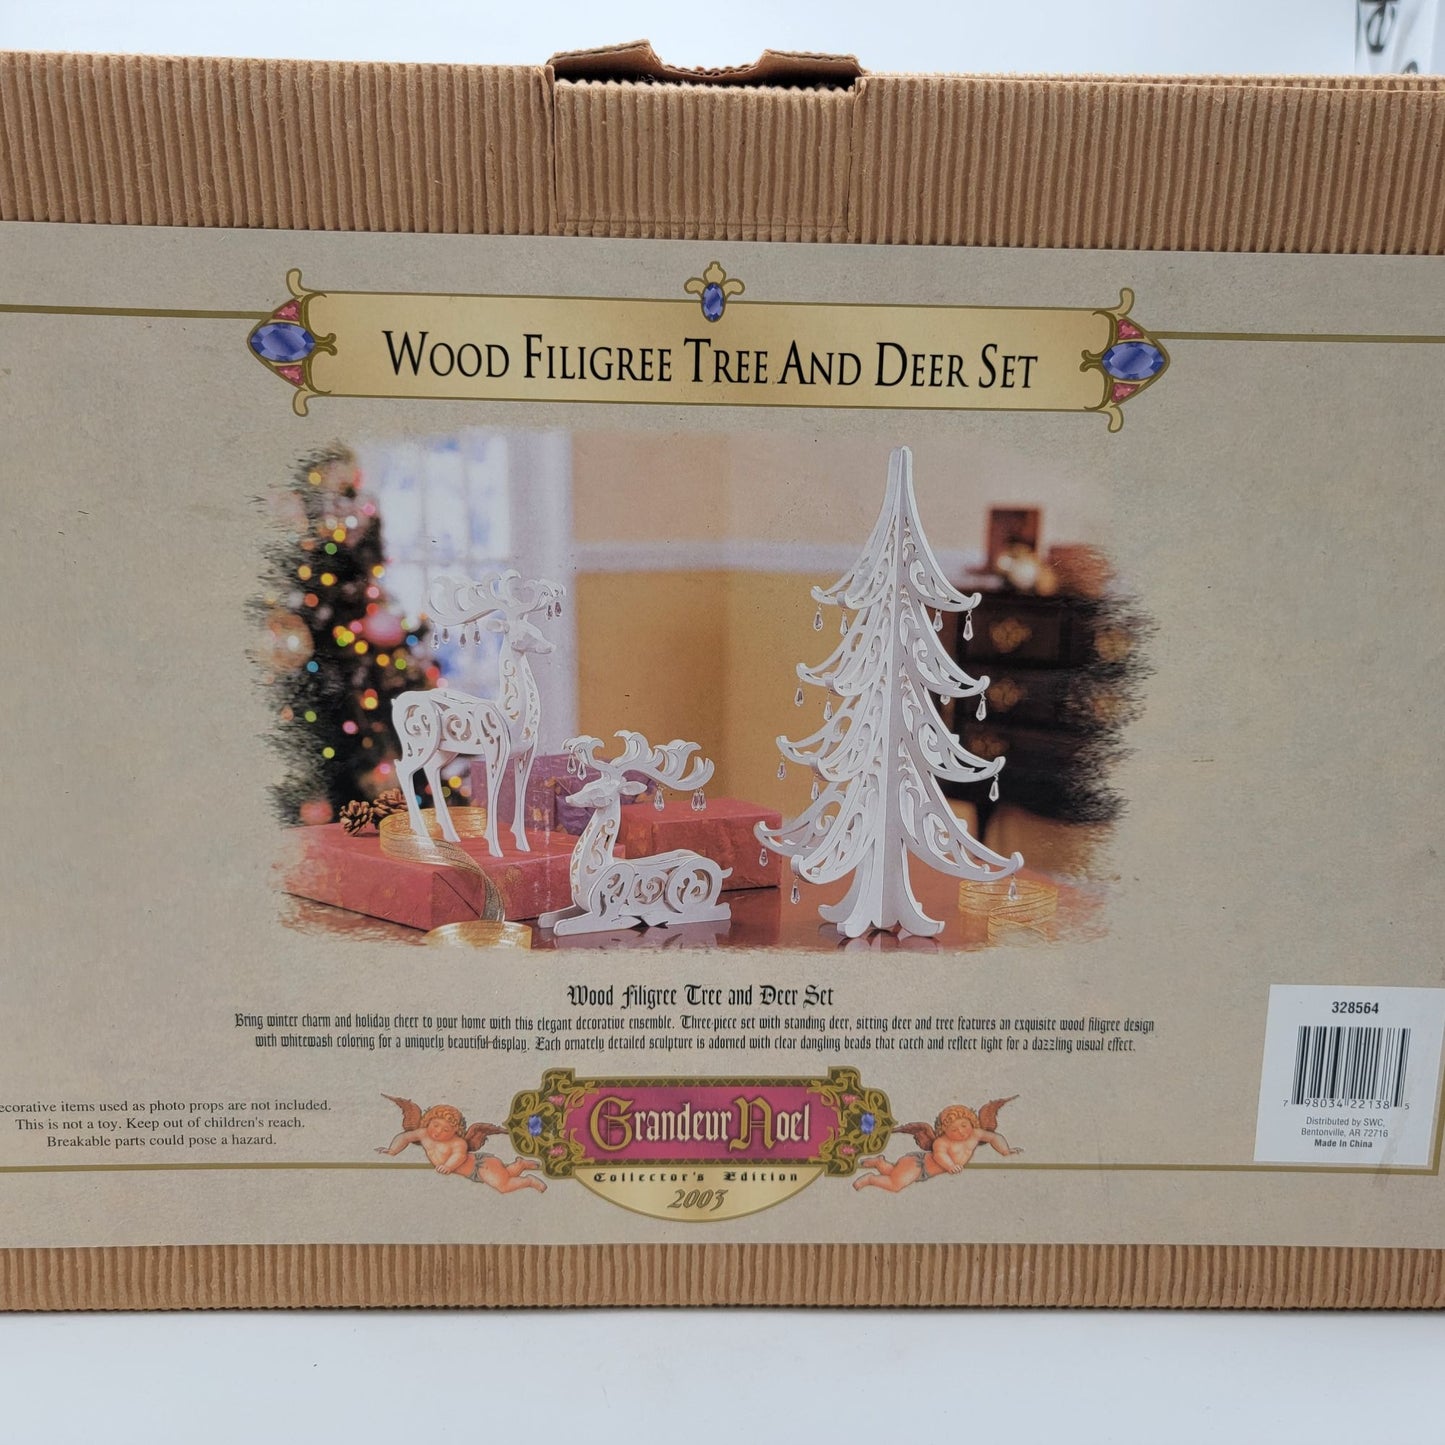 WOOD FILIGREE TREE AND DEER SET
Wood Filigree Tree and Deer Set
Bring winter charm and holiday cheer to your home with this elegant decorative ensemble. Three-piece set with standing deer, sitting deer and tree features an exquisite wood filigree design
with whitewash coloring for a uniquely beautiful display. Each ornately detailed sculpture is adorned with clear dangling beads that catch and reflect light for a dazzling visual effect.
328564
7 98034 22138 5
Distributed by SWC,
Bentonville, AR 72716
Made In China
ecorative items used as photo props are not included.
This is not a toy. Keep out of children's reach.
Breakable parts could pose a hazard.
Grandeur Noel
Collector's Edition
2003